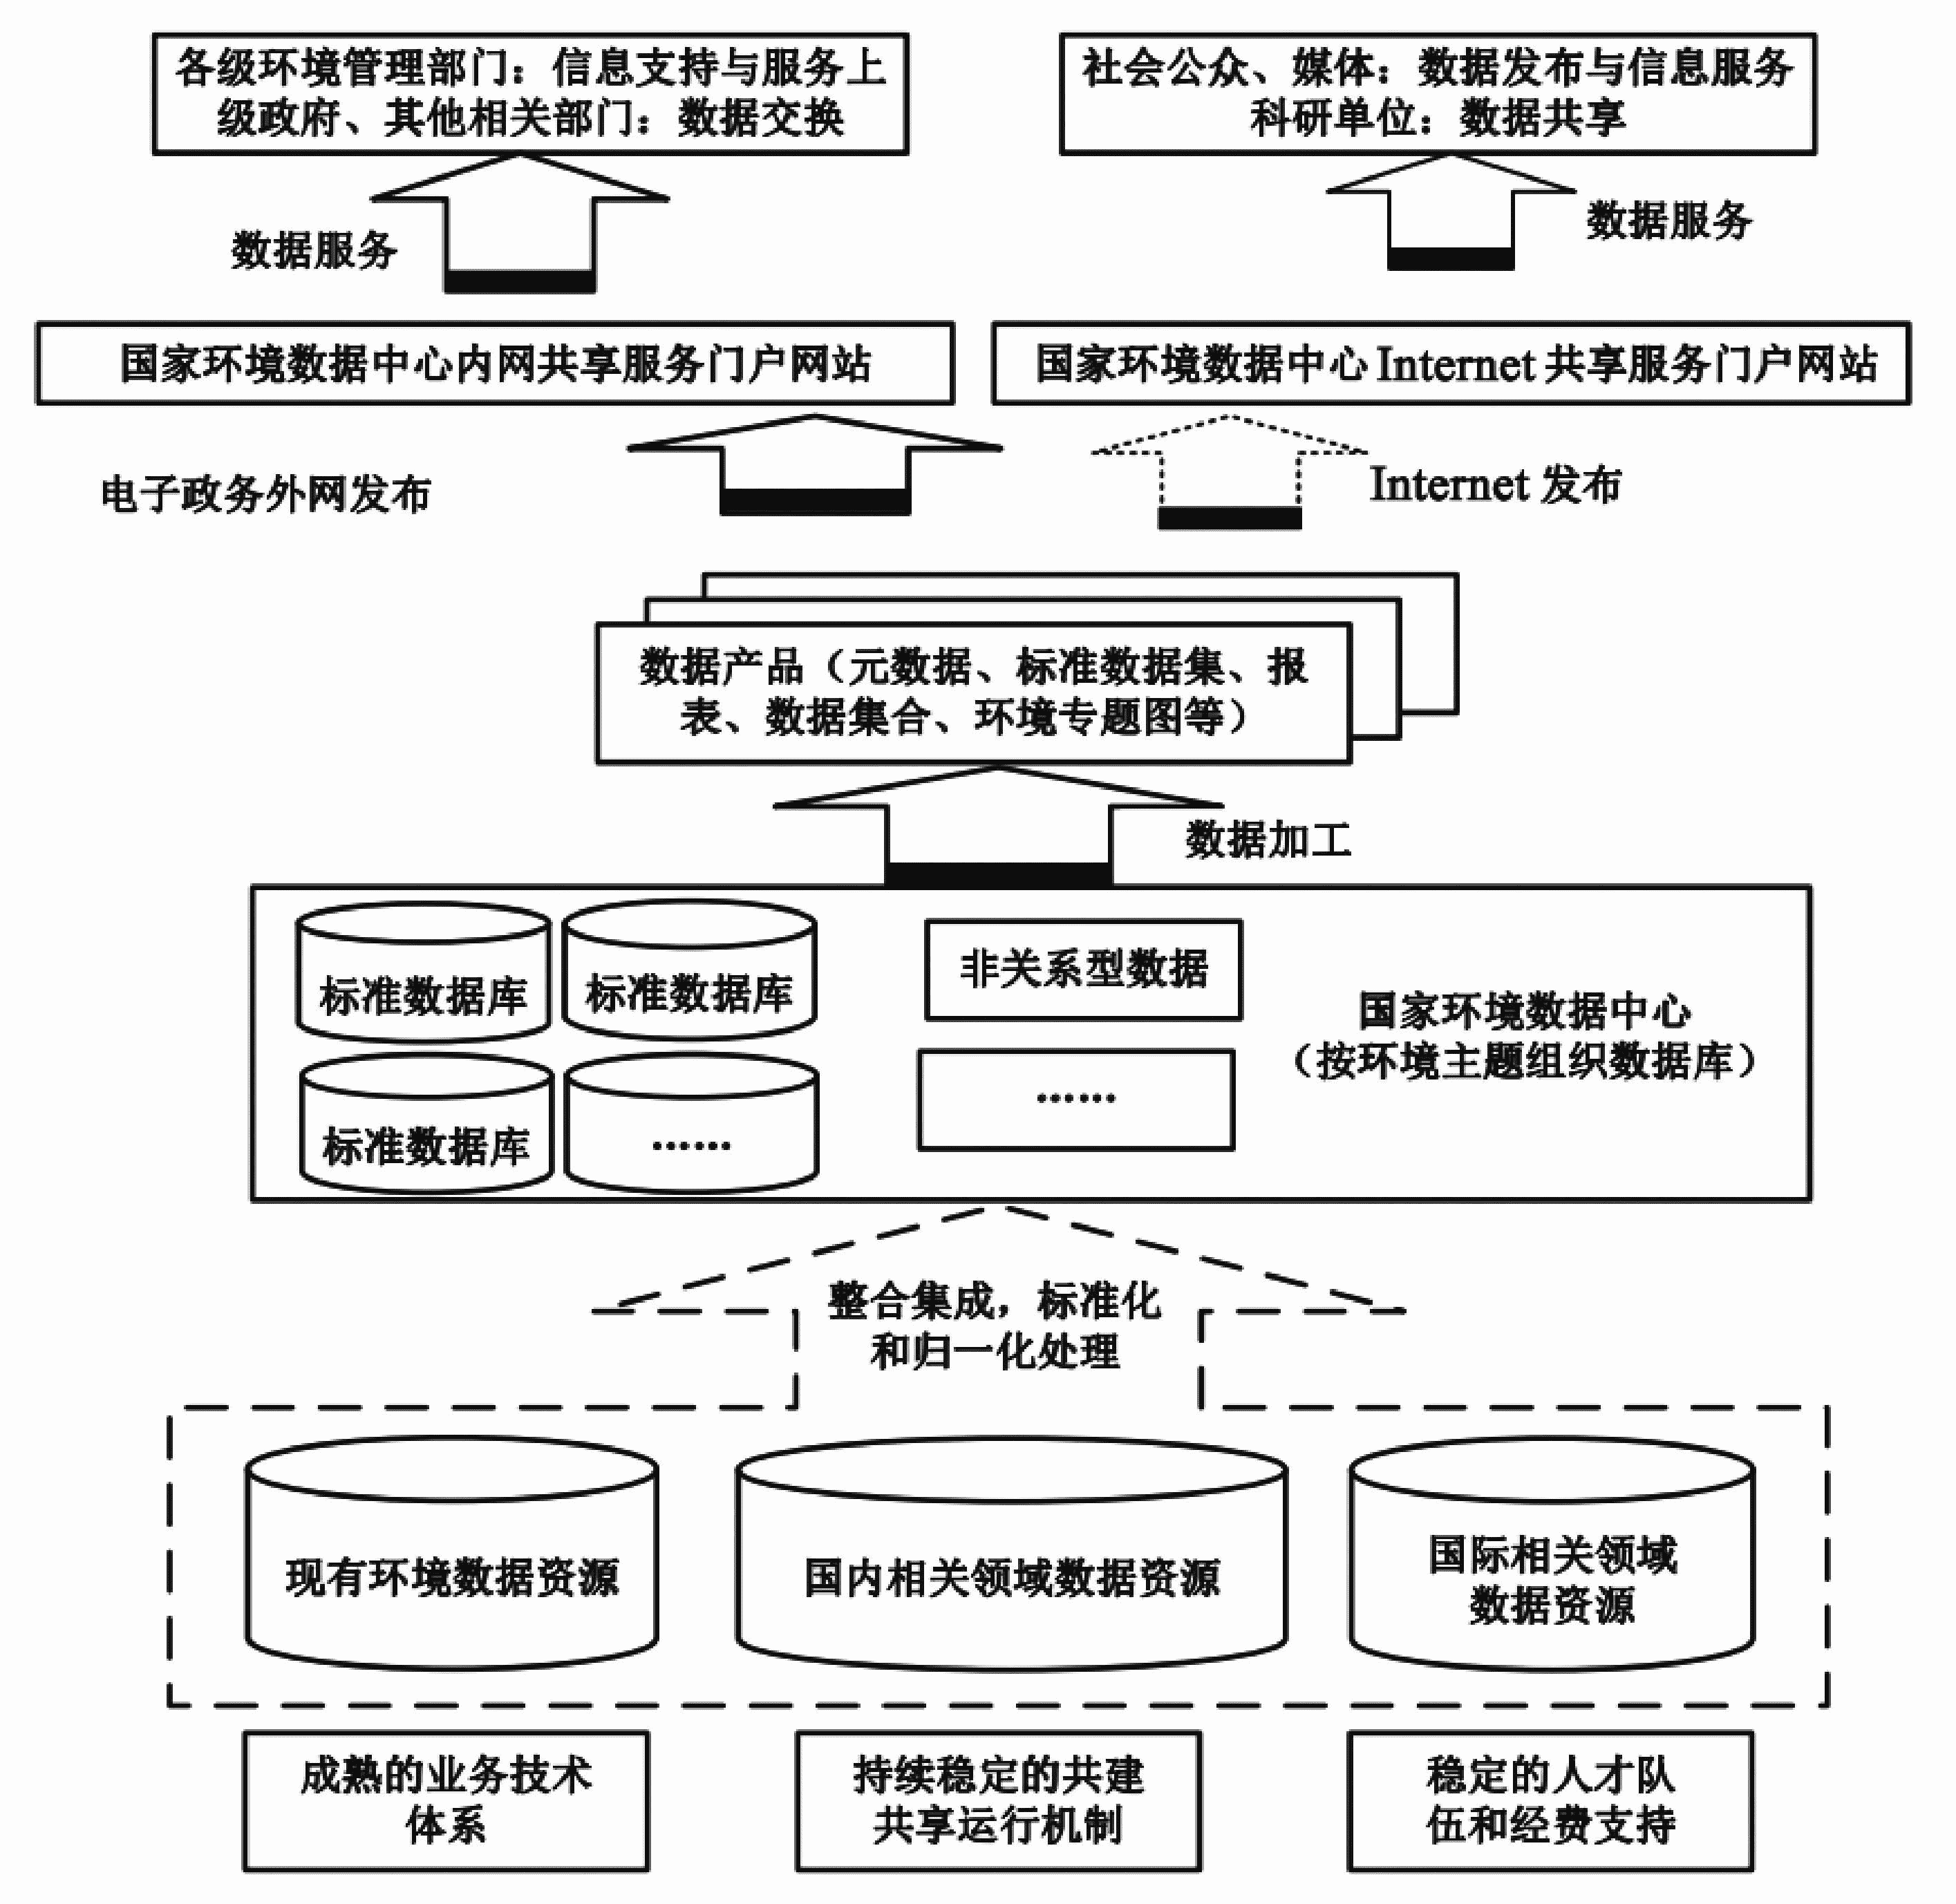 各级环境管理部门：信息支持与服务上
级政府、其他相关部门：数据交换
社会公众、媒体：数据发布与信息服务
科研单位：数据共享
数据服务
数据服务
国家环境数据中心内网共享服务门户网站
国家环境数据中心 Internet 共享服务门户网站
电子政务外网发布
Internet 发布
数据产品（元数据、标准数据集、报
表、数据集合、环境专题图等）
数据加工
标准数据库
标准数据库
非关系型数据
标准数据库
……
……
国家环境数据中心
（按环境主题组织数据库）
整合集成，标准化
和归一化处理
现有环境数据资源
国内相关领域数据资源
国际相关领域
数据资源
成熟的业务技术
体系
持续稳定的共建
共享运行机制
稳定的人才队
伍和经费支持